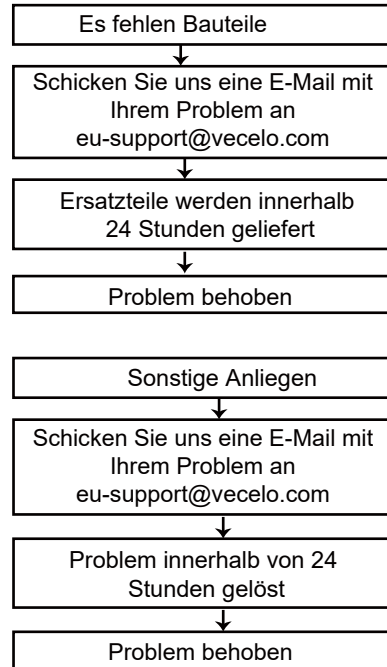 Es fehlen Bauteile
Schicken Sie uns eine E-Mail mit
Ihrem Problem an
eu-support@vecelo.com
Ersatzteile werden innerhalb
24 Stunden geliefert
Problem behoben
Sonstige Anliegen
Schicken Sie uns eine E-Mail mit
Ihrem Problem an
eu-support@vecelo.com
Problem innerhalb von 24
Stunden gelöst
Problem behoben